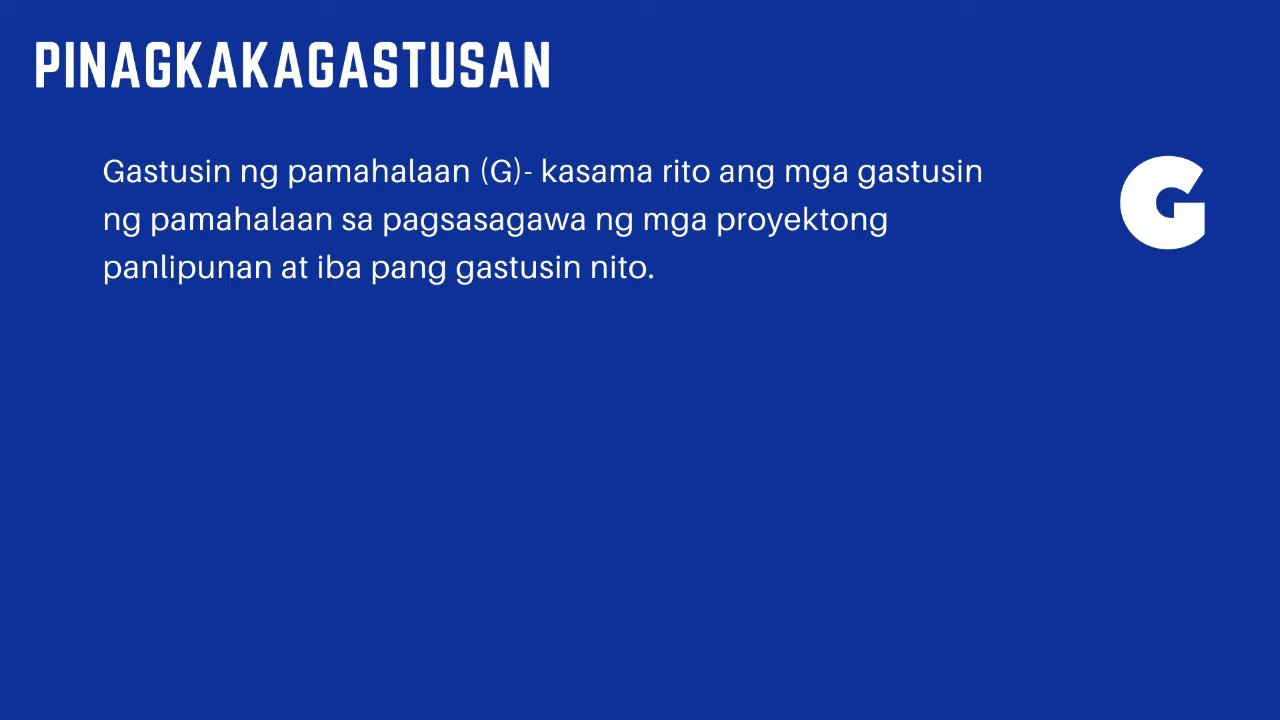 PINAGKAKAGASTUSAN
Gastusin ng pamahalaan (G)- kasama rito ang mga gastusin
ng pamahalaan sa pagsasagawa ng mga proyektong
panlipunan at iba pang gastusin nito.
G